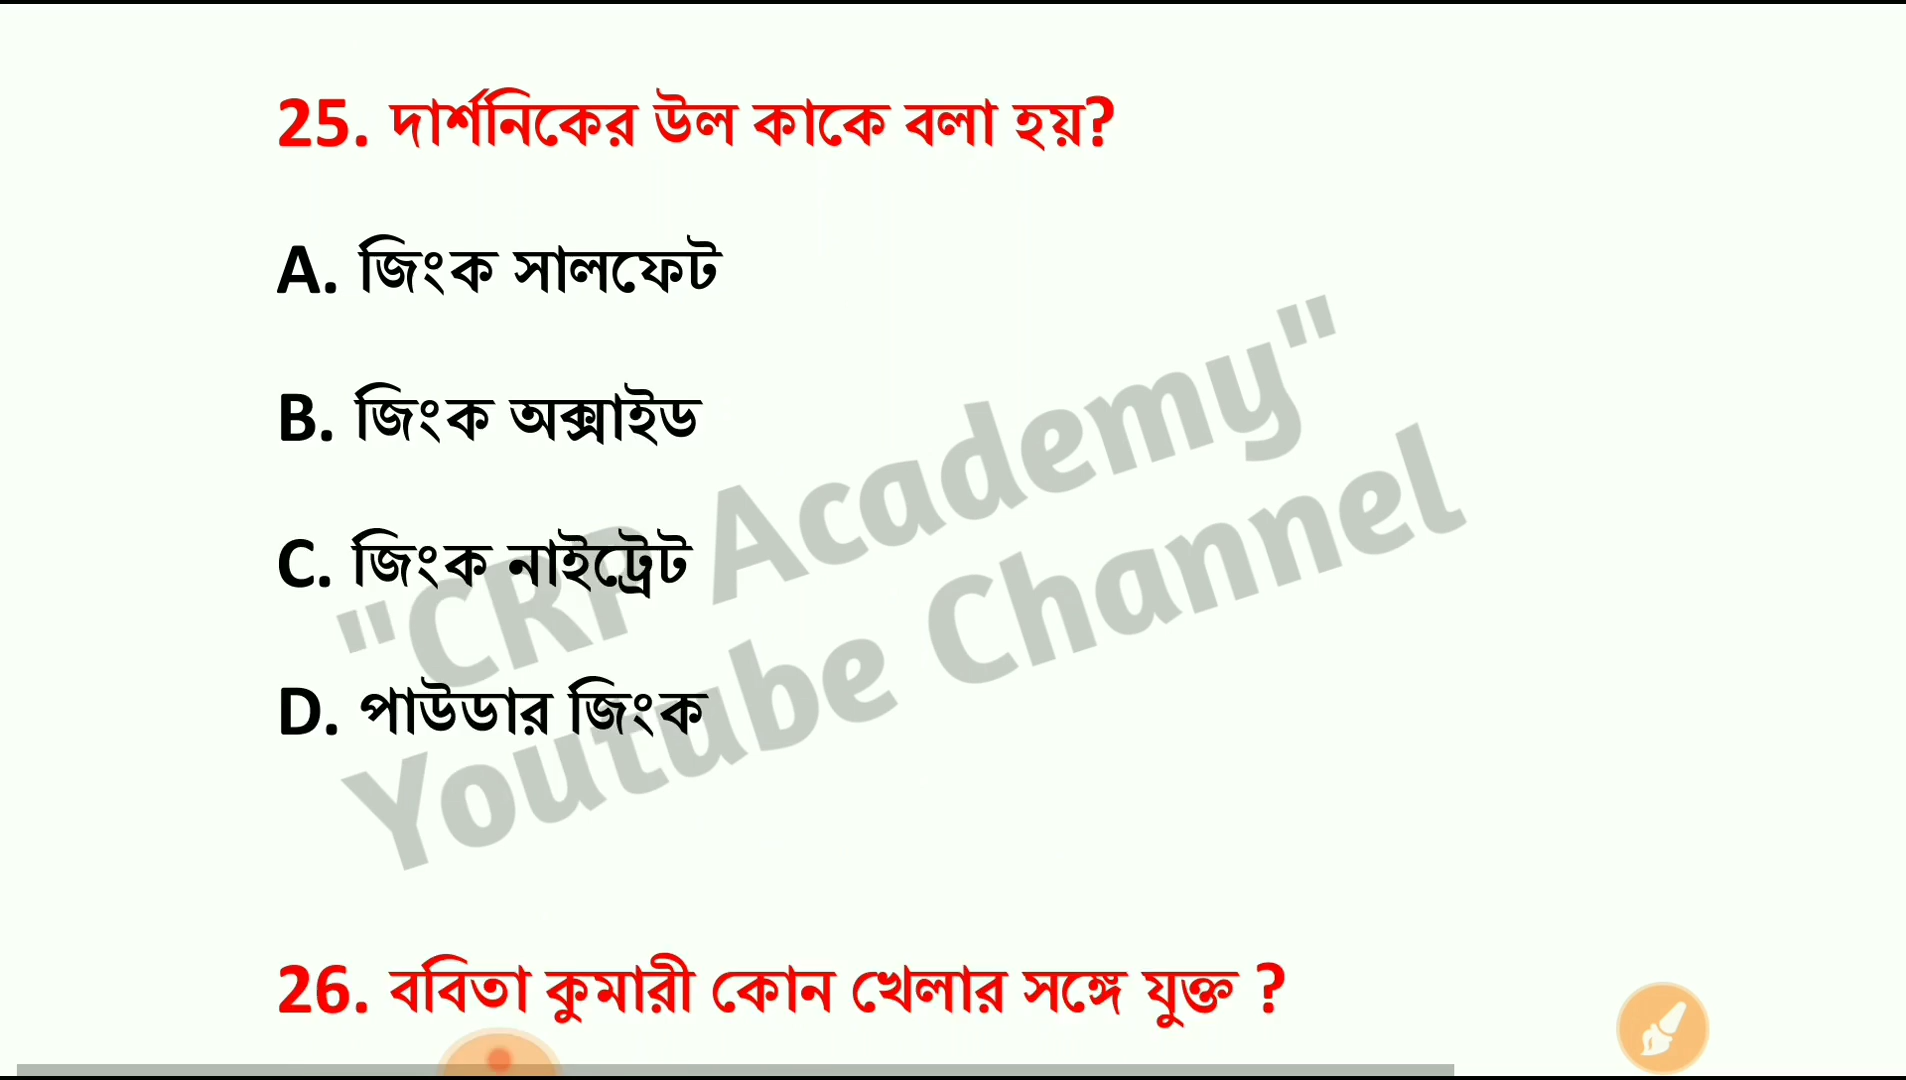 25. দার্শনিকের উল কাকে বলা হয়?
A. জিংক সালফেট
B. জিংক অক্সাইড
C. জিংক নাইট্রেট
D. পাউডার জিংক
"CRP Academy"
Youtube Channel
26. ববিতা কুমারী কোন খেলার সঙ্গে যুক্ত ?